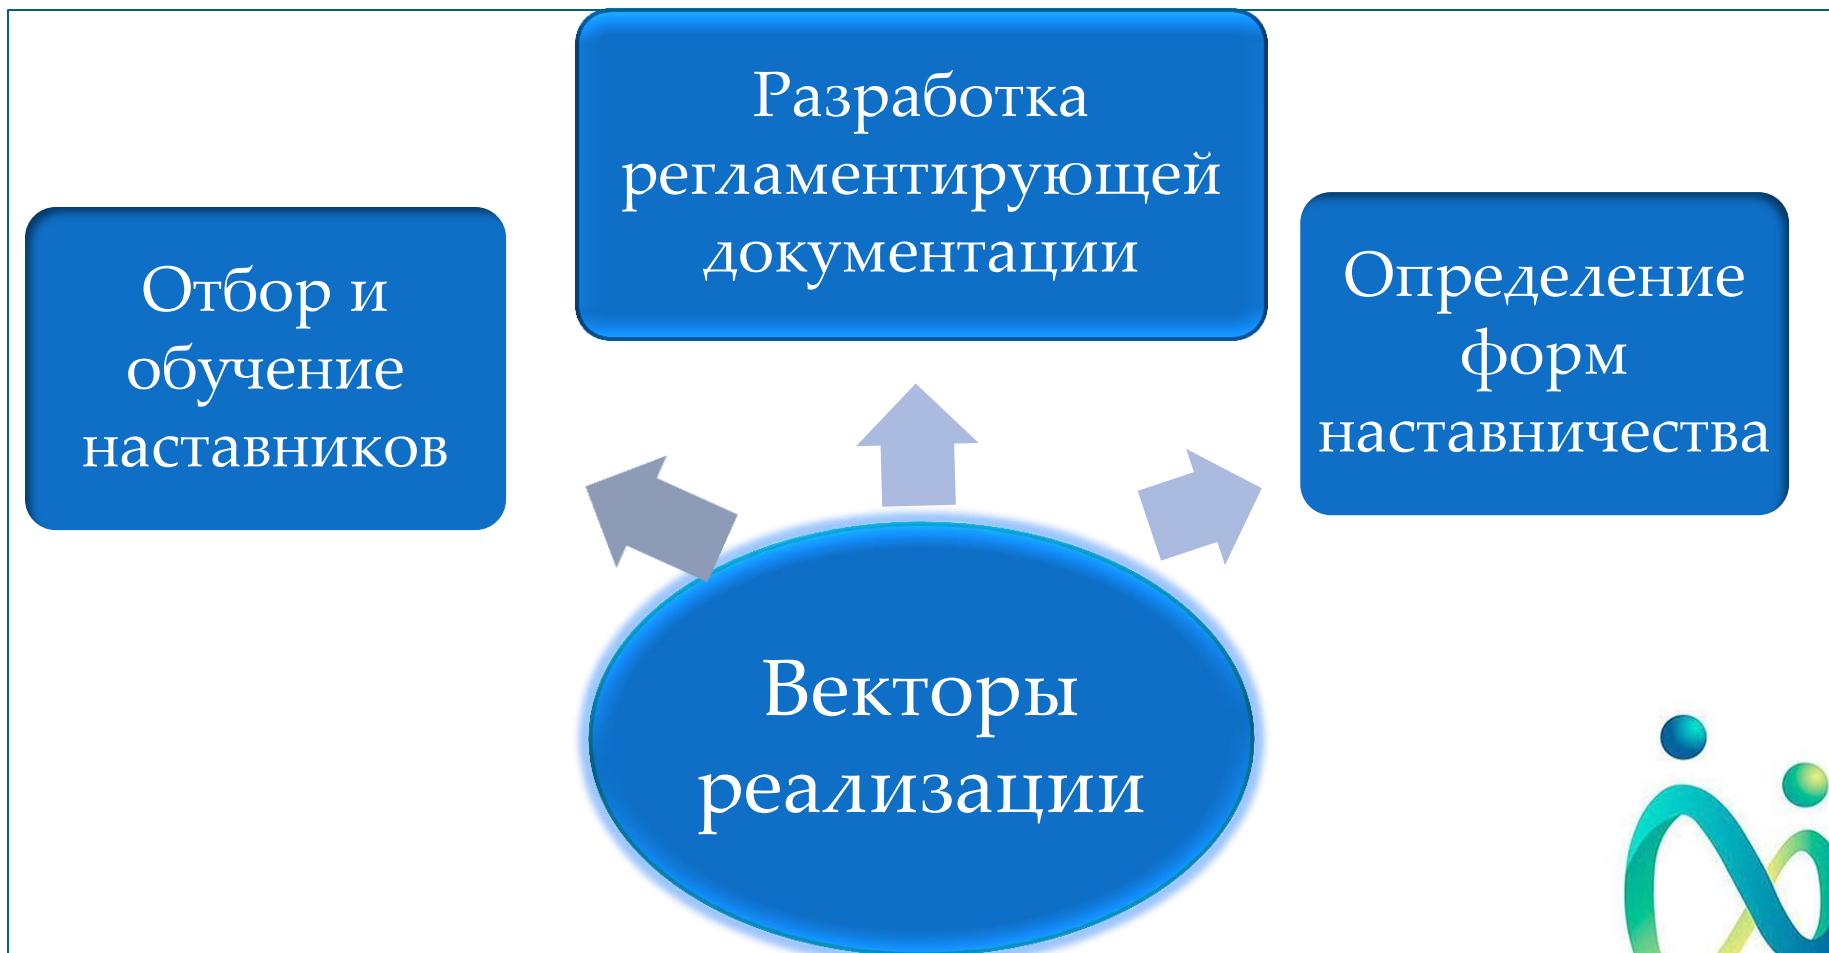 Разработка
регламентирующей
документации
Отбор и
обучение
наставников
Определение
форм
наставничества
Векторы
реализации